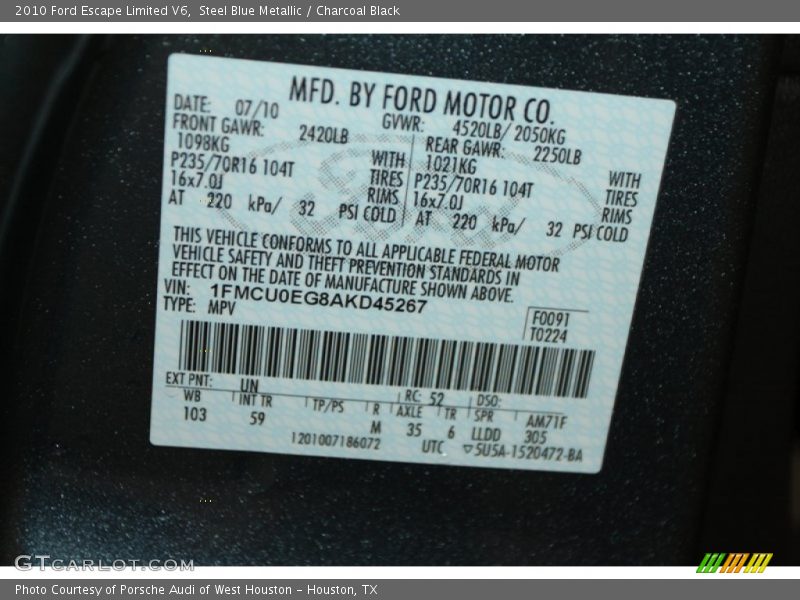 2010 Ford Escape Limited V6, Steel Blue Metallic / Charcoal Black
MFD. BY FORD MOTOR CO.
DATE: 07/10 GVWR: 4520LB/ 2050KG
FRONT GAWR: 2420LB REAR GAWR: 2250LB
1098KG WITH 1021KG WITH
P235/70R16 104T TIRES P235/70R16 104T TIRES
16x7.0J RIMS 16x7.0J RIMS
AT 220 kPa/ 32 PSI COLD AT 220 kPa/ 32 PSI COLD
THIS VEHICLE CONFORMS TO ALL APPLICABLE FEDERAL MOTOR
VEHICLE SAFETY AND THEFT PREVENTION STANDARDS IN
EFFECT ON THE DATE OF MANUFACTURE SHOWN ABOVE.
VIN: 1FMCU0EG8AKD45267
TYPE: MPV
F0091
T0224
EXT PNT: UN RC: 52 DSO:
WB INT TR TP/PS R AXLE TR SPR AM71F
103 59 M 35 6 LLDD 305
1201007186072 UTC ▽5U5A-1520472-BA
GTCARLOT.COM
Photo Courtesy of Porsche Audi of West Houston – Houston, TX